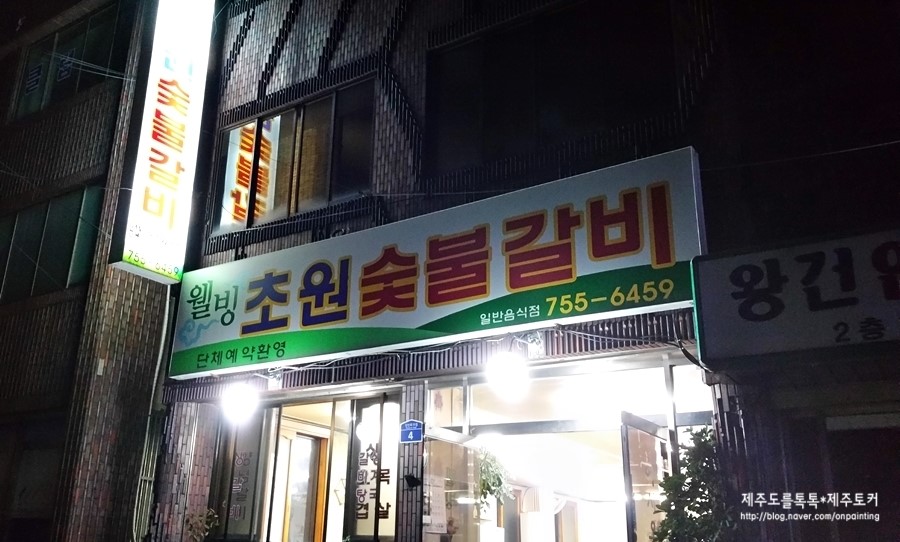 숯불갈비
755-6459
웰빙 초원 숯불갈비
단체예약환영
일반음식점 755-6459
왕건
2층
4
목살
제주도를톡톡*제주토커
http://blog.naver.com/onpainting